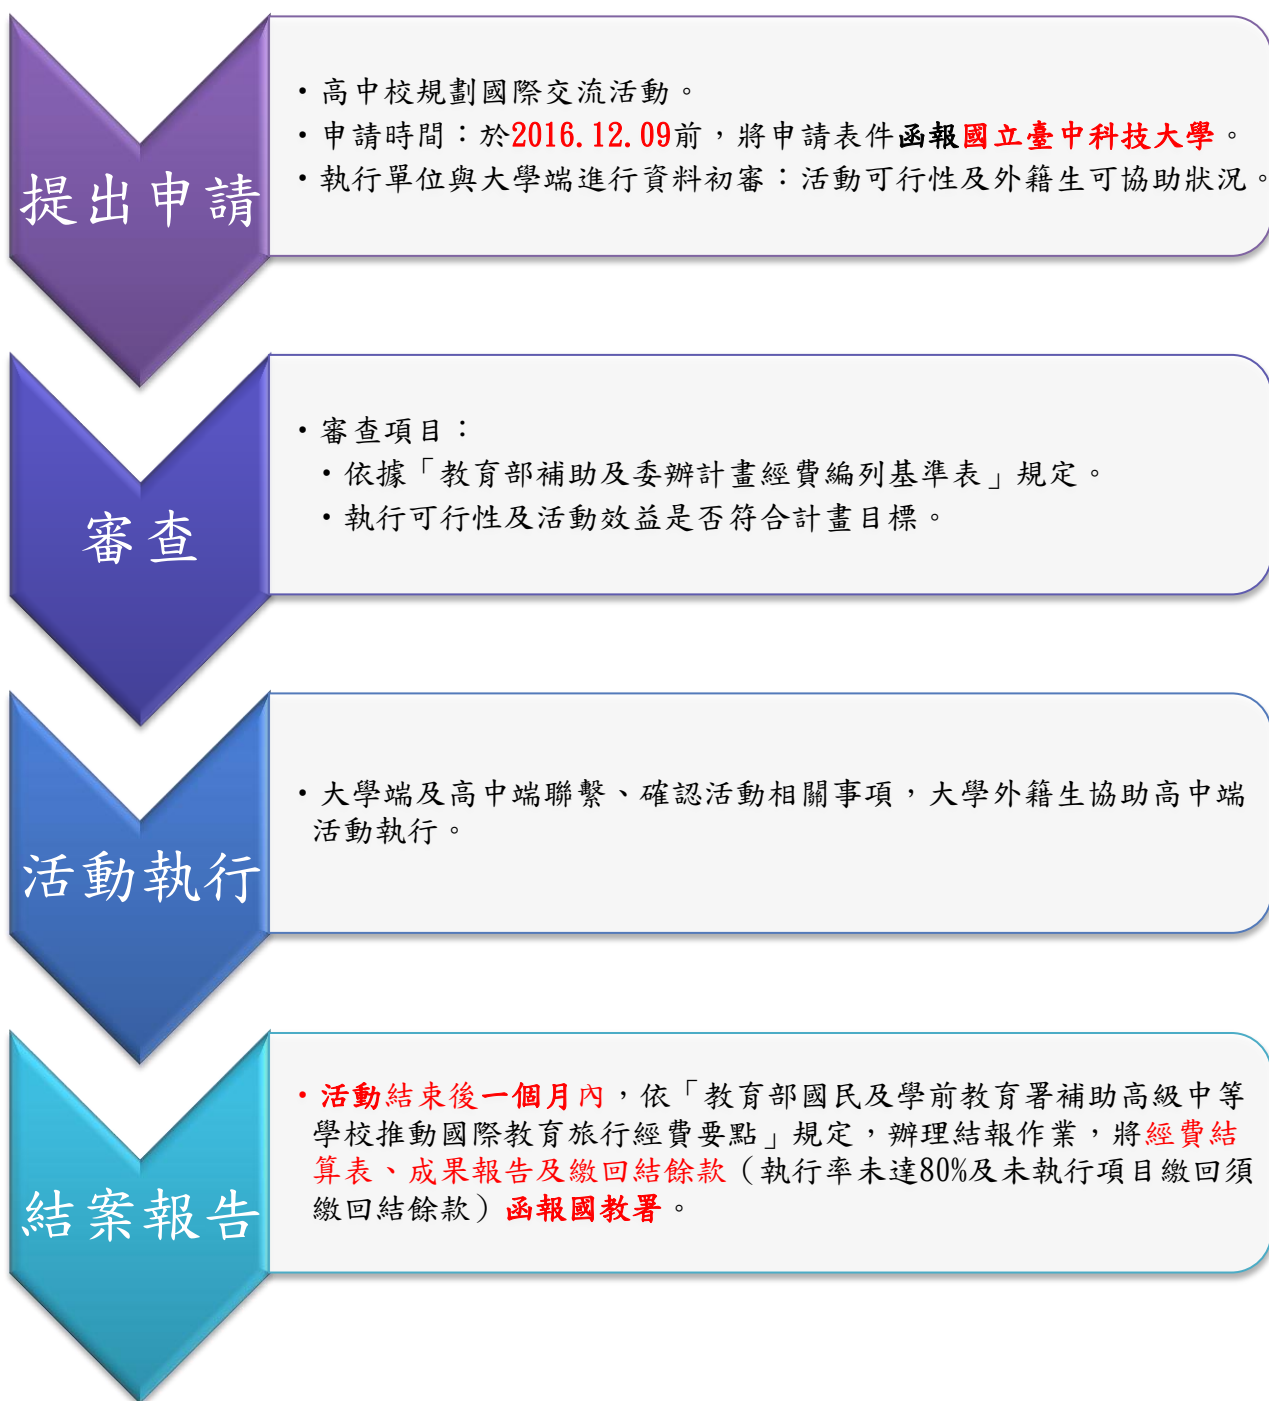 提出申請
・高中校規劃國際交流活動。
・申請時間：於2016.12.09前，將申請表件函報國立臺中科技大學。
・執行單位與大學端進行資料初審：活動可行性及外籍生可協助狀況。
審查
・審查項目：
・依據「教育部補助及委辦計畫經費編列基準表」規定。
・執行可行性及活動效益是否符合計畫目標。
活動執行
・大學端及高中端聯繫、確認活動相關事項，大學外籍生協助高中端
活動執行。
結案報告
・活動結束後一個月內，依「教育部國民及學前教育署補助高級中等
學校推動國際教育旅行經費要點」規定，辦理結報作業，將經費結
算表、成果報告及繳回結餘款（執行率未達80%及未執行項目繳回須
繳回結餘款）函報國教署。